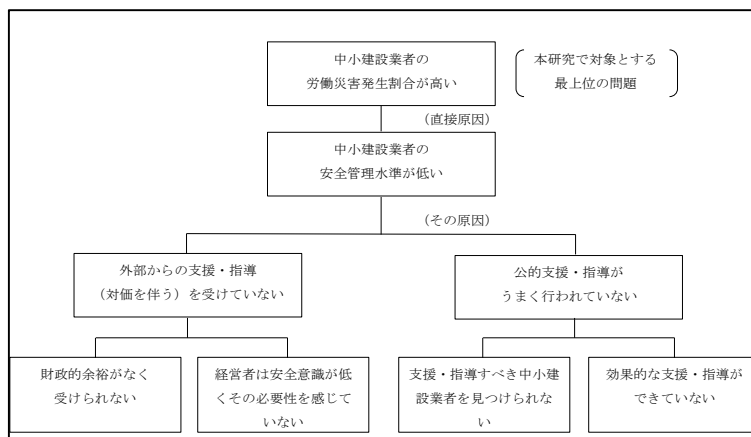 中小建設業者の
労働災害発生割合が高い
本研究で対象とする
最上位の問題
（直接原因）
中小建設業者の
安全管理水準が低い
（その原因）
外部からの支援・指導
（対価を伴う）を受けていない
公的支援・指導が
うまく行われていない
財政的余裕がなく
受けられない
経営者は安全意識が低
くその必要性を感じて
いない
支援・指導すべき中小建
設業者を見つけられな
い
効果的な支援・指導が
できていない